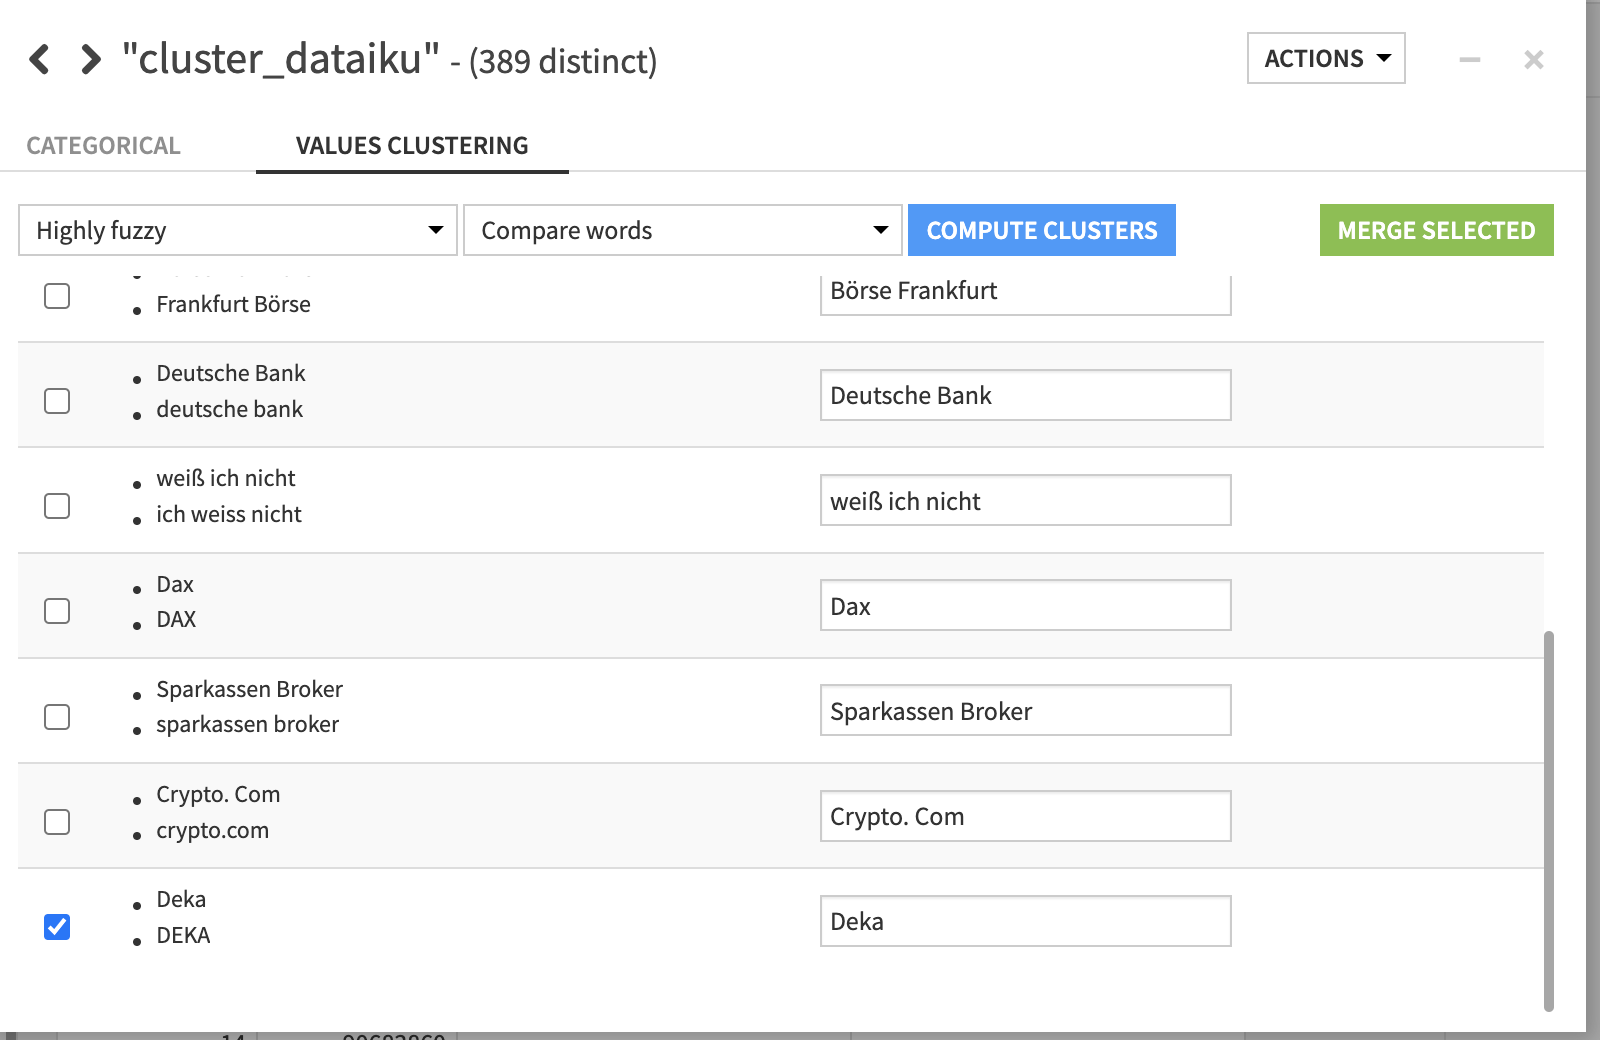 "cluster_dataiku" - (389 distinct)
ACTIONS
CATEGORICAL
VALUES CLUSTERING
Highly fuzzy
Compare words
COMPUTE CLUSTERS
MERGE SELECTED
Frankfurt Börse
Börse Frankfurt
Deutsche Bank
deutsche bank
Deutsche Bank
weiß ich nicht
ich weiss nicht
weiß ich nicht
Dax
DAX
Dax
Sparkassen Broker
sparkassen broker
Sparkassen Broker
Crypto. Com
crypto.com
Crypto. Com
Deka
DEKA
Deka